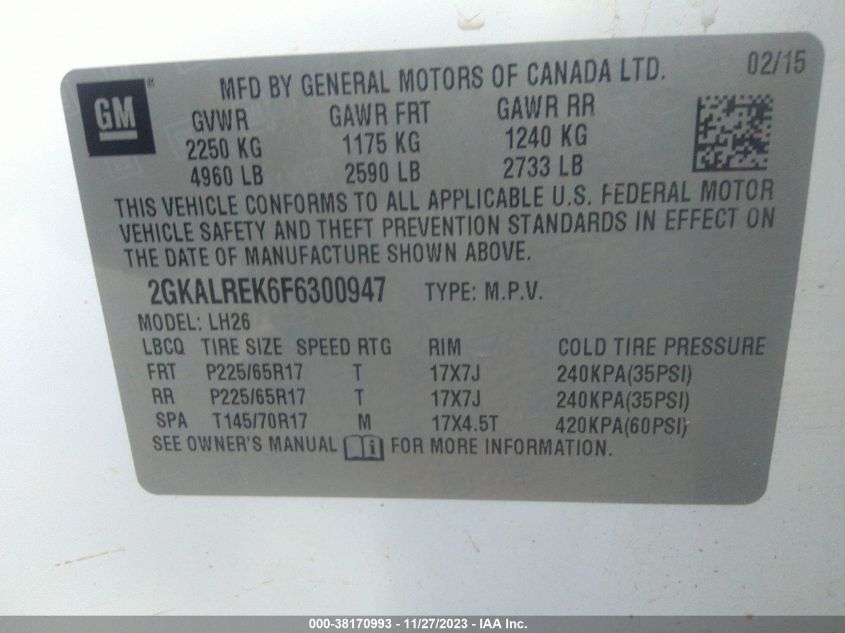 GM
MFD BY GENERAL MOTORS OF CANADA LTD. 02/15
GVWR GAWR FRT GAWR RR
2250 KG 1175 KG 1240 KG
4960 LB 2590 LB 2733 LB
THIS VEHICLE CONFORMS TO ALL APPLICABLE U.S. FEDERAL MOTOR
VEHICLE SAFETY AND THEFT PREVENTION STANDARDS IN EFFECT ON
THE DATE OF MANUFACTURE SHOWN ABOVE.
2GKALREK6F6300947 TYPE: M.P.V.
MODEL: LH26
LBCQ TIRE SIZE SPEED RTG RIM COLD TIRE PRESSURE
FRT P225/65R17 T 17X7J 240KPA(35PSI)
RR P225/65R17 T 17X7J 240KPA(35PSI)
SPA T145/70R17 M 17X4.5T 420KPA(60PSI)
SEE OWNER'S MANUAL i FOR MORE INFORMATION.
000-38170993 - 11/27/2023 - IAA Inc.